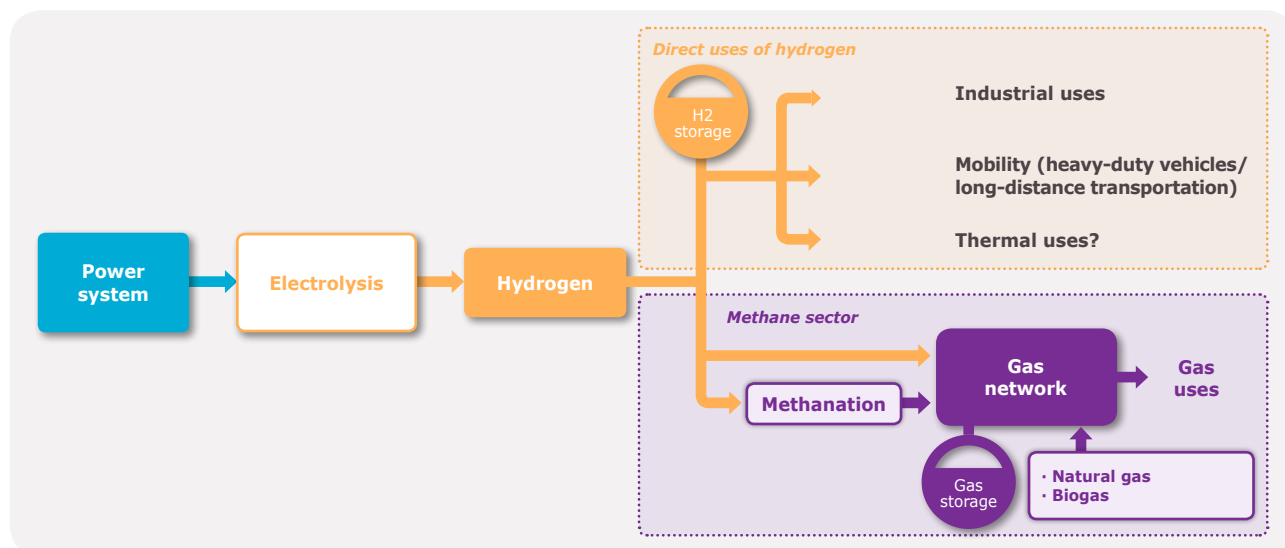 Direct uses of hydrogen
H2
storage
Industrial uses
Mobility (heavy-duty vehicles/
long-distance transportation)
Thermal uses?
Power
system
Electrolysis
Hydrogen
Methane sector
Gas
network
Gas
uses
Methanation
Gas
storage
· Natural gas
· Biogas